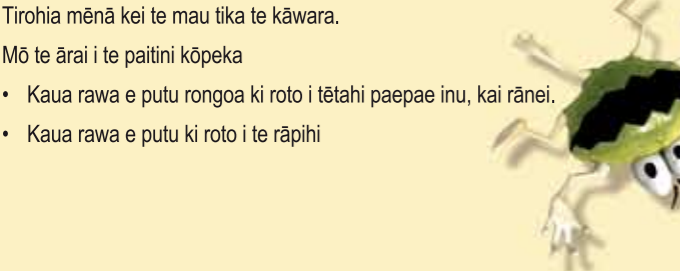 Tirohia mēnā kei te mau tika te kāwara.
Mō te ārai i te paitini kōpeka
• Kaua rawa e putu rongoa ki roto i tētahi paepae inu, kai rānei.
• Kaua rawa e putu ki roto i te rāpihi